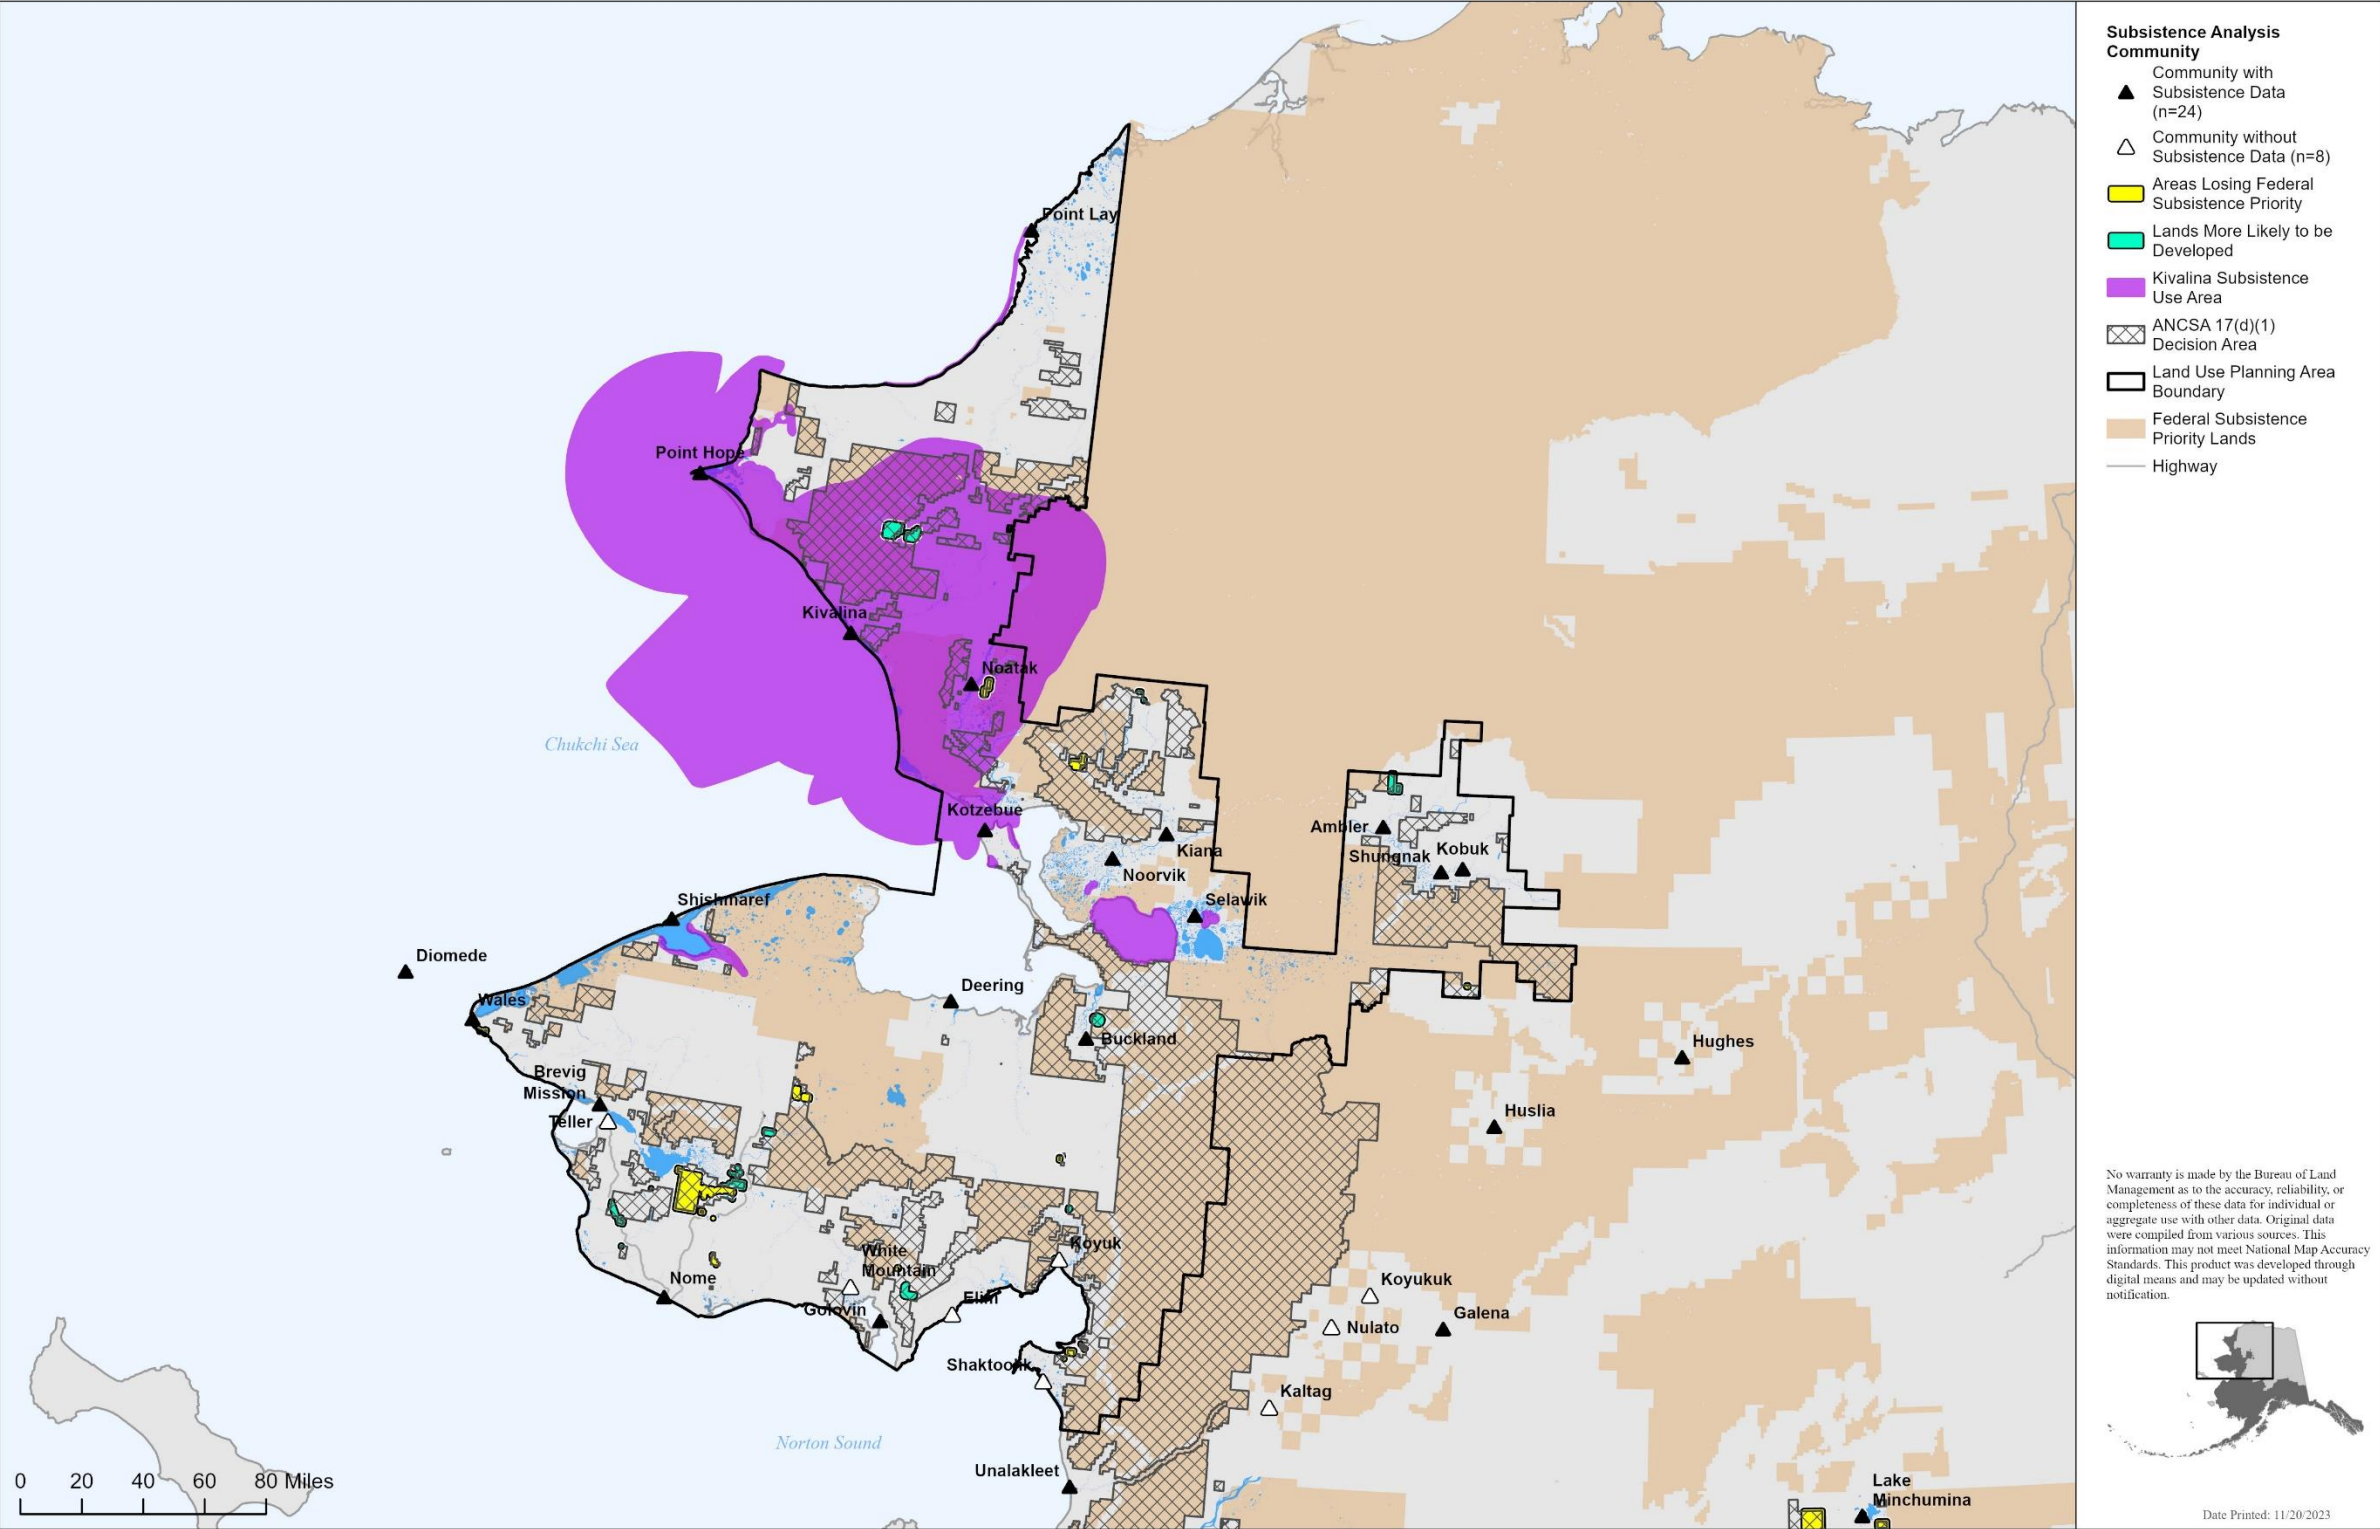 Subsistence Analysis
Community
Community with
Subsistence Data
(n=24)
Community without
Subsistence Data (n=8)
Areas Losing Federal
Subsistence Priority
Lands More Likely to be
Developed
Kivalina Subsistence
Use Area
ANCSA 17(d)(1)
Decision Area
Land Use Planning Area
Boundary
Federal Subsistence
Priority Lands
Highway
Point Lay
Point Hope
Kivalina
Noatak
Chukchi Sea
Kotzebue
Kiana
Noorvik
Selawik
Ambler
Shungnak
Kobuk
Shishmaref
Diomede
Wales
Deering
Buckland
Hughes
Huslia
Brevig
Mission
Teller
White
Mountain
Koyuk
Nome
Golovin
Elim
Koyukuk
Nulato
Galena
Shaktoolik
Kaltag
Norton Sound
Unalakleet
Lake
Minchumina
0 20 40 60 80 Miles
No warranty is made by the Bureau of Land
Management as to the accuracy, reliability, or
completeness of these data for individual or
aggregate use with other data. Original data
were compiled from various sources. This
information may not meet National Map Accuracy
Standards. This product was developed through
digital means and may be updated without
notification.
Date Printed: 11/20/2023